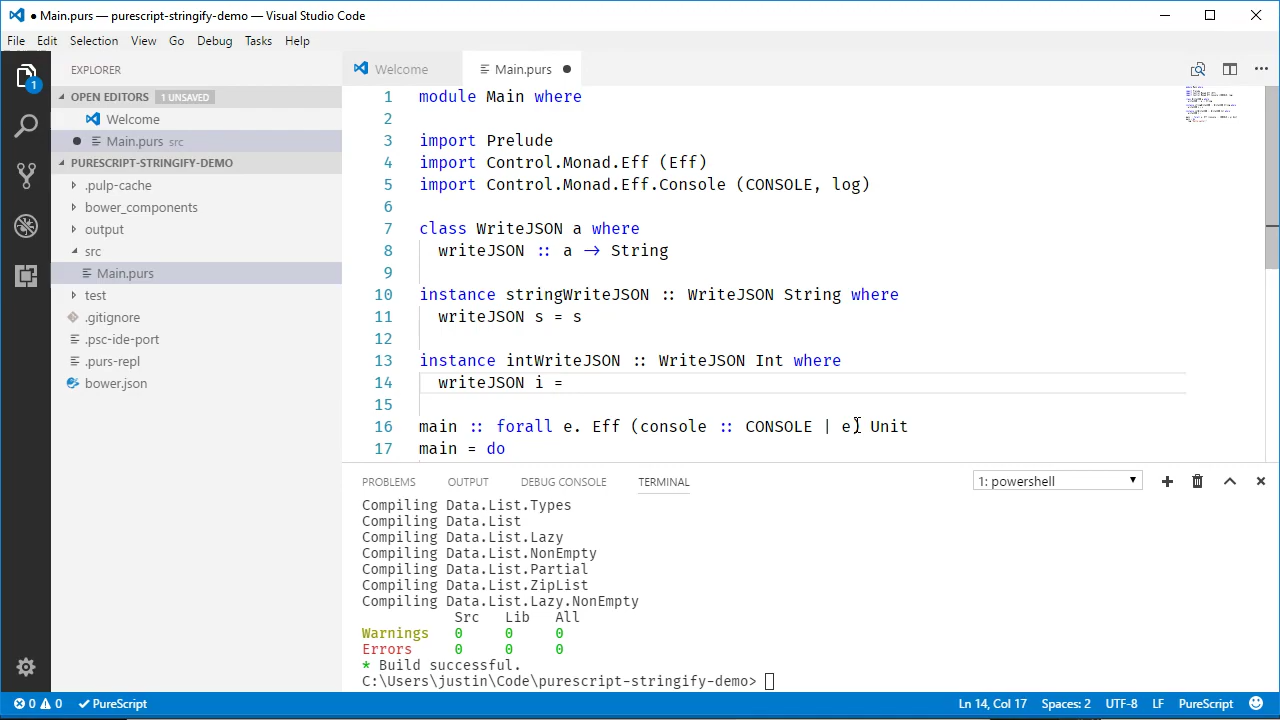 ● Main.purs — purescript-stringify-demo — Visual Studio Code
File Edit Selection View Go Debug Tasks Help
EXPLORER
OPEN EDITORS 1 UNSAVED
Welcome
Main.purs src
PURESCRIPT-STRINGIFY-DEMO
.pulp-cache
bower_components
output
src
Main.purs
test
.gitignore
.psc-ide-port
.purs-repl
bower.json
1
Welcome
Main.purs ●
1 module Main where
2
3 import Prelude
4 import Control.Monad.Eff (Eff)
5 import Control.Monad.Eff.Console (CONSOLE, log)
6
7 class WriteJSON a where
8 writeJSON :: a → String
9
10 instance stringWriteJSON :: WriteJSON String where
11 writeJSON s = s
12
13 instance intWriteJSON :: WriteJSON Int where
14 writeJSON i =
15
16 main :: forall e. Eff (console :: CONSOLE | e) Unit
17 main = do
PROBLEMS OUTPUT DEBUG CONSOLE TERMINAL 1: powershell
Compiling Data.List.Types
Compiling Data.List
Compiling Data.List.Lazy
Compiling Data.List.NonEmpty
Compiling Data.List.Partial
Compiling Data.List.ZipList
Compiling Data.List.Lazy.NonEmpty
Src Lib All
Warnings 0 0 0
Errors 0 0 0
* Build successful.
C:\Users\justin\Code\purescript-stringify-demo>
0 0 PureScript Ln 14, Col 17 Spaces: 2 UTF-8 LF PureScript